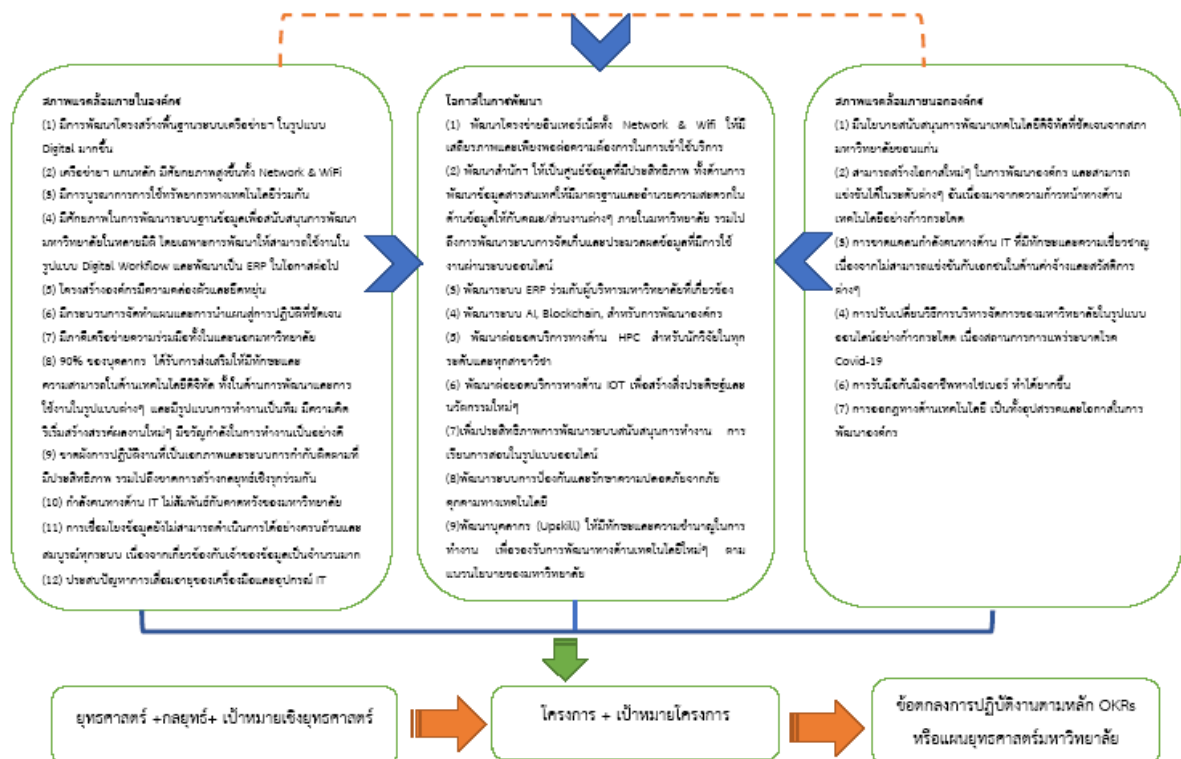 สภาพแวดล้อมภายในองค์กร
(1) มีการพัฒนาโครงสร้างพื้นฐานระบบเครือข่ายฯ ในรูปแบบ
Digital มากขึ้น
(2) เครือข่ายฯ แกนหลัก มีศักยภาพสูงขึ้นทั้ง Network & WiFi
(3) มีการบูรณาการการใช้ทรัพยากรทางเทคโนโลยีร่วมกัน
(4) มีศักยภาพในการพัฒนาระบบฐานข้อมูลเพื่อสนับสนุนการพัฒนา
มหาวิทยาลัยในหลายมิติ โดยเฉพาะการพัฒนาให้สามารถใช้งานใน
รูปแบบ Digital Workflow และพัฒนาเป็น ERP ในโอกาสต่อไป
(5) โครงสร้างองค์กรมีความคล่องตัวและยืดหยุ่น
(6) มีกระบวนการจัดทำแผนและการนำแผนสู่การปฏิบัติที่ชัดเจน
(7) มีภาคีเครือข่ายความร่วมมือทั้งในและนอกมหาวิทยาลัย
(8) 90% ของบุคลากร ได้รับการส่งเสริมให้มีทักษะและ
ความสามารถในด้านเทคโนโลยีดิจิทัล ทั้งในด้านการพัฒนาและการ
ใช้งานในรูปแบบต่างๆ และมีรูปแบบการทำงานเป็นทีม มีความคิด
ริเริ่มสร้างสรรค์ผลงานใหม่ๆ มีขวัญกำลังในการทำงานเป็นอย่างดี
(9) ขาดผังการปฏิบัติงานที่เป็นเอกภาพและระบบการกำกับติดตามที่
มีประสิทธิภาพ รวมไปถึงขาดการสร้างกลยุทธ์เชิงรุกร่วมกัน
(10) กำลังคนทางด้าน IT ไม่สัมพันธ์กับคาดหวังของมหาวิทยาลัย
(11) การเชื่อมโยงข้อมูลยังไม่สามารถดำเนินการได้อย่างครบถ้วนและ
สมบูรณ์ทุกระบบ เนื่องจากเกี่ยวข้องกับเจ้าของข้อมูลเป็นจำนวนมาก
(12) ประสบปัญหาการเสื่อมอายุของเครื่องมือและอุปกรณ์ IT
โอกาสในการพัฒนา
(1) พัฒนาโครงข่ายอินเทอร์เน็ตทั้ง Network & Wifi ให้มี
เสถียรภาพและเพียงพอต่อความต้องการในการเข้าใช้บริการ
(2) พัฒนาสำนักฯ ให้เป็นศูนย์ข้อมูลที่มีประสิทธิภาพ ทั้งด้านการ
พัฒนาข้อมูลสารสนเทศให้มีมาตรฐานและอำนวยความสะดวกใน
ด้านข้อมูลให้กับคณะ/ส่วนงานต่างๆ ภายในมหาวิทยาลัย รวมไป
ถึงการพัฒนาระบบการจัดเก็บและประมวลผลข้อมูลที่มีการใช้
งานผ่านระบบออนไลน์
(3) พัฒนาระบบ ERP ร่วมกับผู้บริหารมหาวิทยาลัยที่เกี่ยวข้อง
(4) พัฒนาระบบ AI, Blockchain, สำหรับการพัฒนาองค์กร
(5) พัฒนาต่อยอดบริการทางด้าน HPC สำหรับนักวิจัยในทุก
ระดับและทุกสาขาวิชา
(6) พัฒนาต่อยอดบริการทางด้าน IOT เพื่อสร้างสิ่งประดิษฐ์และ
นวัตกรรมใหม่ๆ
(7)เพิ่มประสิทธิภาพการพัฒนาระบบสนับสนุนการทำงาน การ
เรียนการสอนในรูปแบบออนไลน์
(8)พัฒนาระบบการป้องกันและรักษาความปลอดภัยจากภัย
คุกคามทางเทคโนโลยี
(9)พัฒนาบุคลากร (Upskill) ให้มีทักษะและความชำนาญในการ
ทำงาน เพื่อรองรับการพัฒนาทางด้านเทคโนโลยีใหม่ๆ ตาม
แนวนโยบายของมหาวิทยาลัย
สภาพแวดล้อมภายนอกองค์กร
(1) มีนโยบายสนับสนุนการพัฒนาเทคโนโลยีดิจิทัลที่ชัดเจนจากสภา
มหาวิทยาลัยขอนแก่น
(2) สามารถสร้างโอกาสใหม่ๆ ในการพัฒนาองค์กร และสามารถ
แข่งขันได้ในระดับต่างๆ อันเนื่องมาจากความก้าวหน้าทางด้าน
เทคโนโลยีอย่างก้าวกระโดด
(3) การขาดแคลนกำลังคนทางด้าน IT ที่มีทักษะและความเชี่ยวชาญ
เนื่องจากไม่สามารถแข่งขันกับเอกชนในด้านค่าจ้างและสวัสดิการ
ต่างๆ
(4) การปรับเปลี่ยนวิธีการบริหารจัดการของมหาวิทยาลัยในรูปแบบ
ออนไลน์อย่างก้าวกระโดด เนื่องสถานการการแพร่ระบาดโรค
Covid-19
(6) การรับมือกับมิจฉาชีพทางไซเบอร์ ทำได้ยากขึ้น
(7) การออกกฎทางด้านเทคโนโลยี เป็นทั้งอุปสรรคและโอกาสในการ
พัฒนาองค์กร
ยุทธศาสตร์ +กลยุทธ์+ เป้าหมายเชิงยุทธศาสตร์
โครงการ + เป้าหมายโครงการ
ข้อตกลงการปฏิบัติงานตามหลัก OKRs
หรือแผนยุทธศาสตร์มหาวิทยาลัย